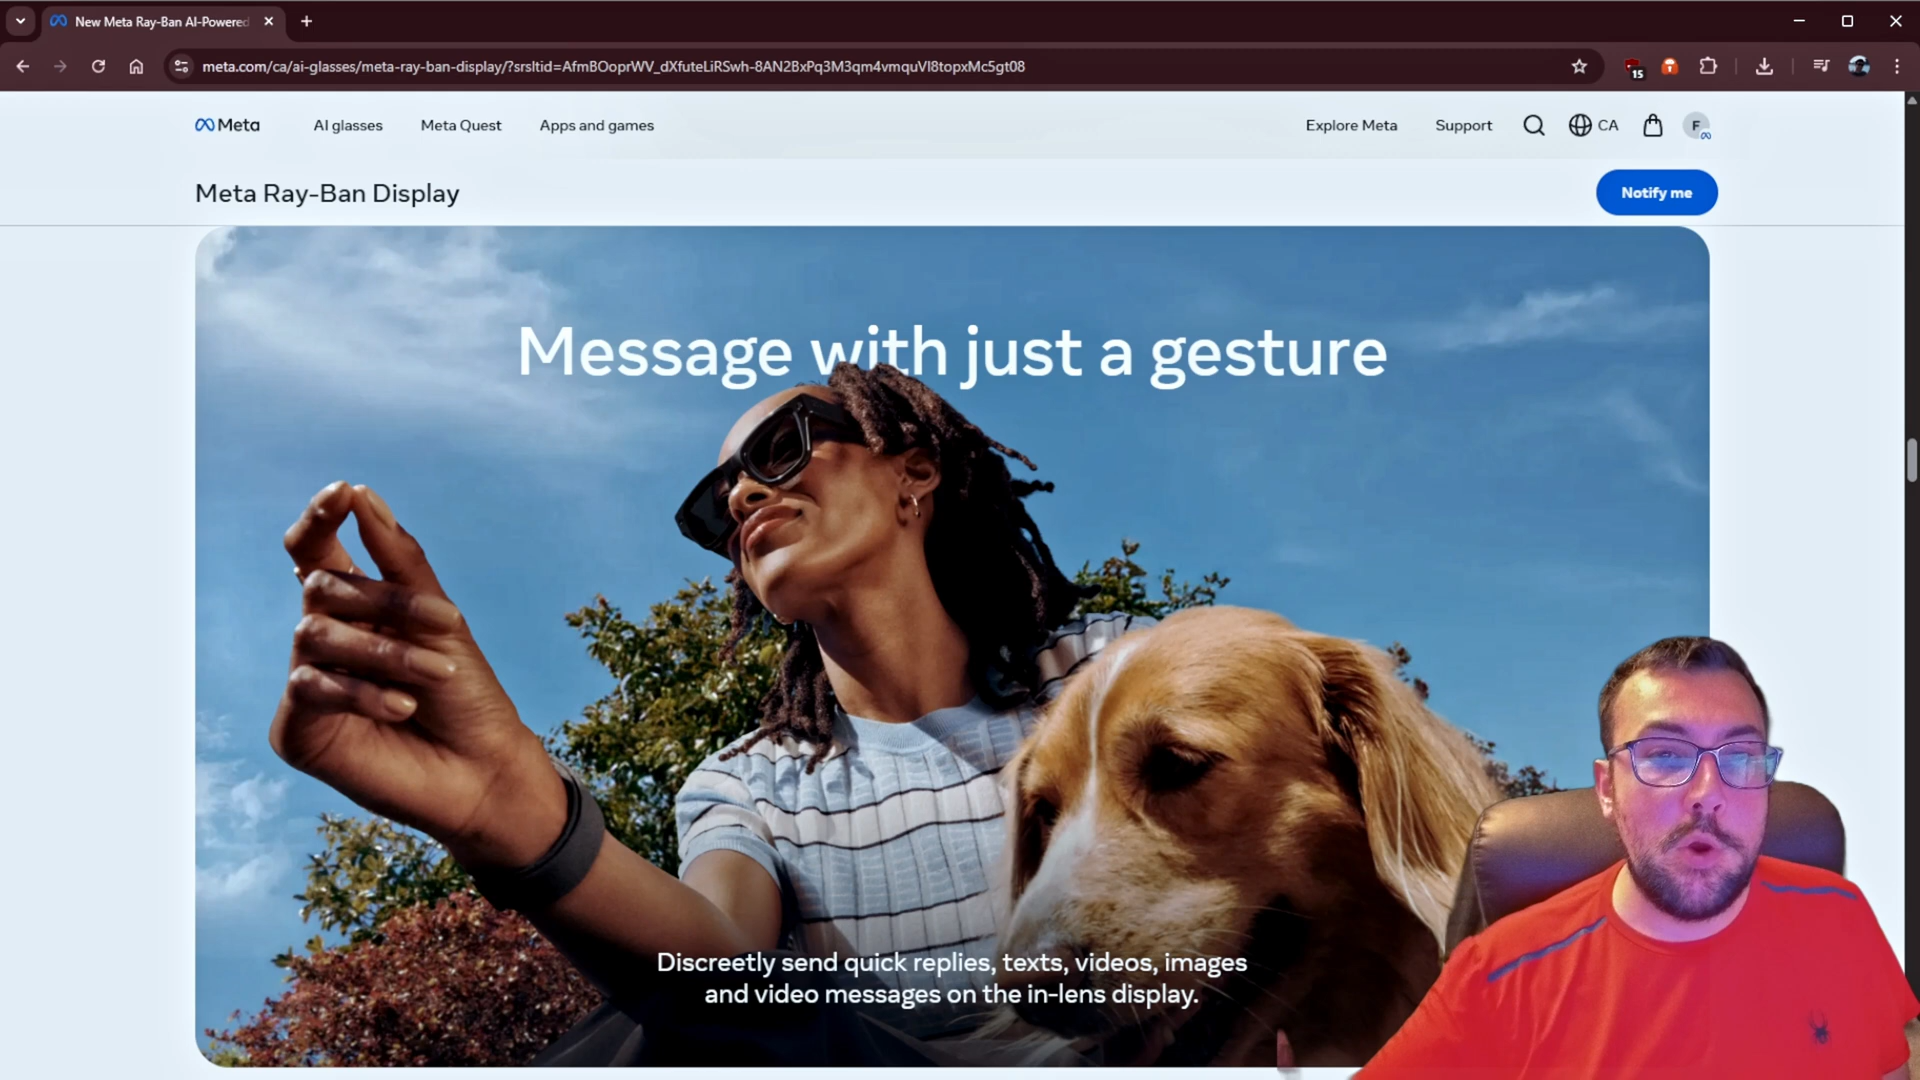 New Meta Ray-Ban AI-Powered
meta.com/ca/ai-glasses/meta-ray-ban-display/?srsltid=AfmBOoprWV_dXfuteLiRSwh-8AN2BxPq3M3qm4vmquVI8topxMc5gt08
15
Meta
AI glasses
Meta Quest
Apps and games
Explore Meta
Support
CA
F
Meta Ray-Ban Display
Notify me
Message with just a gesture
Discreetly send quick replies, texts, videos, images
and video messages on the in-lens display.